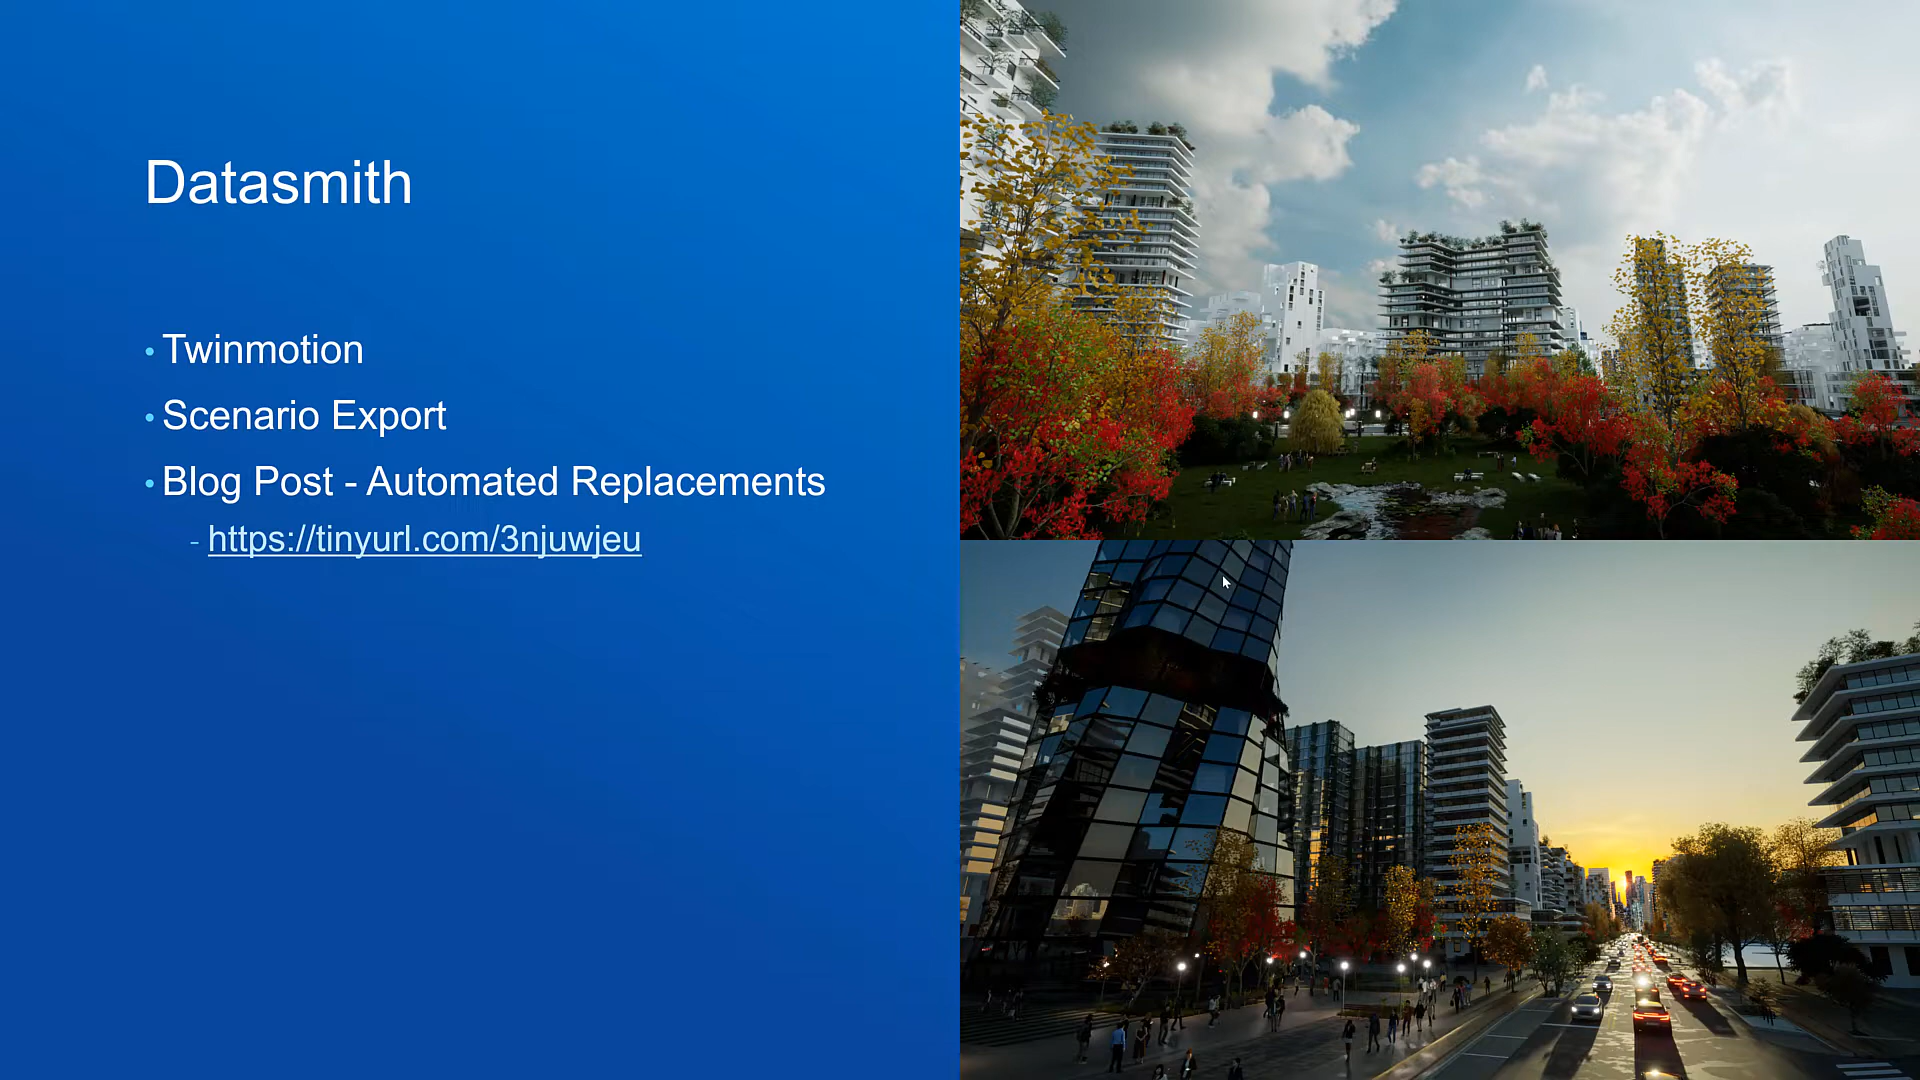 Datasmith
• Twinmotion
• Scenario Export
• Blog Post - Automated Replacements
- https://tinyurl.com/3njuwjeu